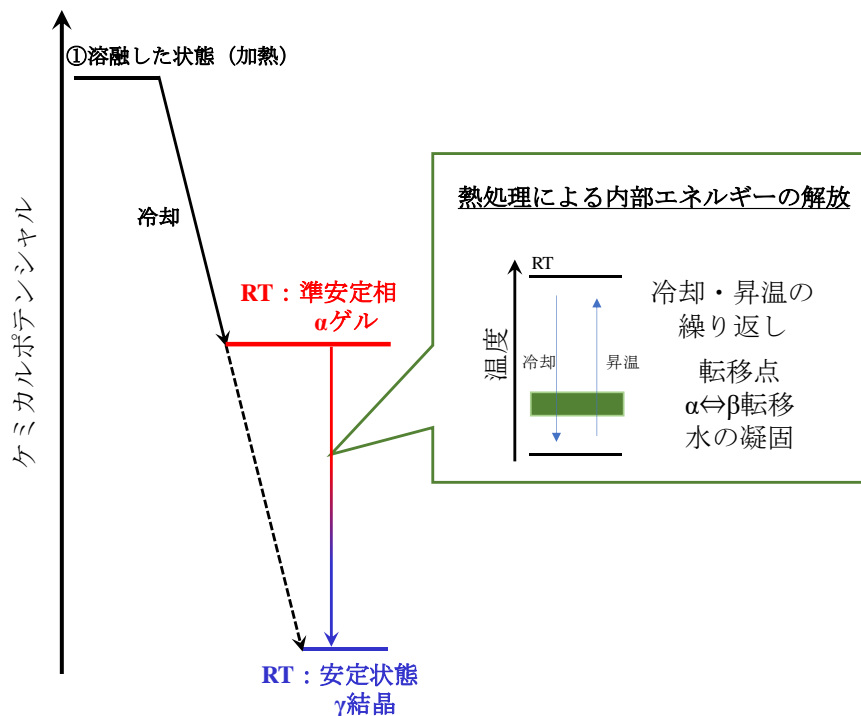 ①溶融した状態（加熱）
ケミカルポテンシャル
冷却
RT：準安定相
αゲル
RT：安定状態
γ結晶
熱処理による内部エネルギーの解放
温度
RT
冷却
昇温
冷却・昇温の
繰り返し
転移点
α⇔β転移
水の凝固